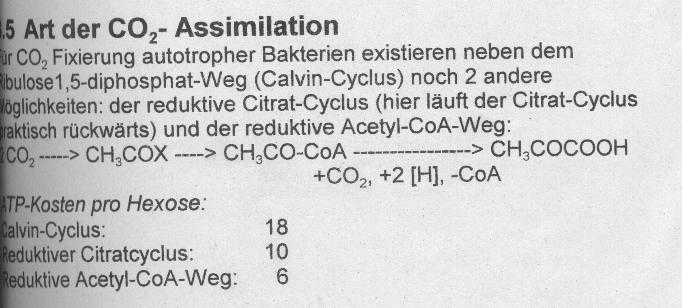 .5 Art der CO₂- Assimilation
ür CO₂ Fixierung autotropher Bakterien existieren neben dem
ibulose1,5-diphosphat-Weg (Calvin-Cyclus) noch 2 andere
öglichkeiten: der reduktive Citrat-Cyclus (hier läuft der Citrat-Cyclus
raktisch rückwärts) und der reduktive Acetyl-CoA-Weg:
2CO₂ -----> CH₃COX ----> CH₃CO-CoA -----------------> CH₃COCOOH
+CO₂, +2 [H], -CoA
ATP-Kosten pro Hexose:
Calvin-Cyclus: 18
Reduktiver Citratcyclus: 10
Reduktive Acetyl-CoA-Weg: 6